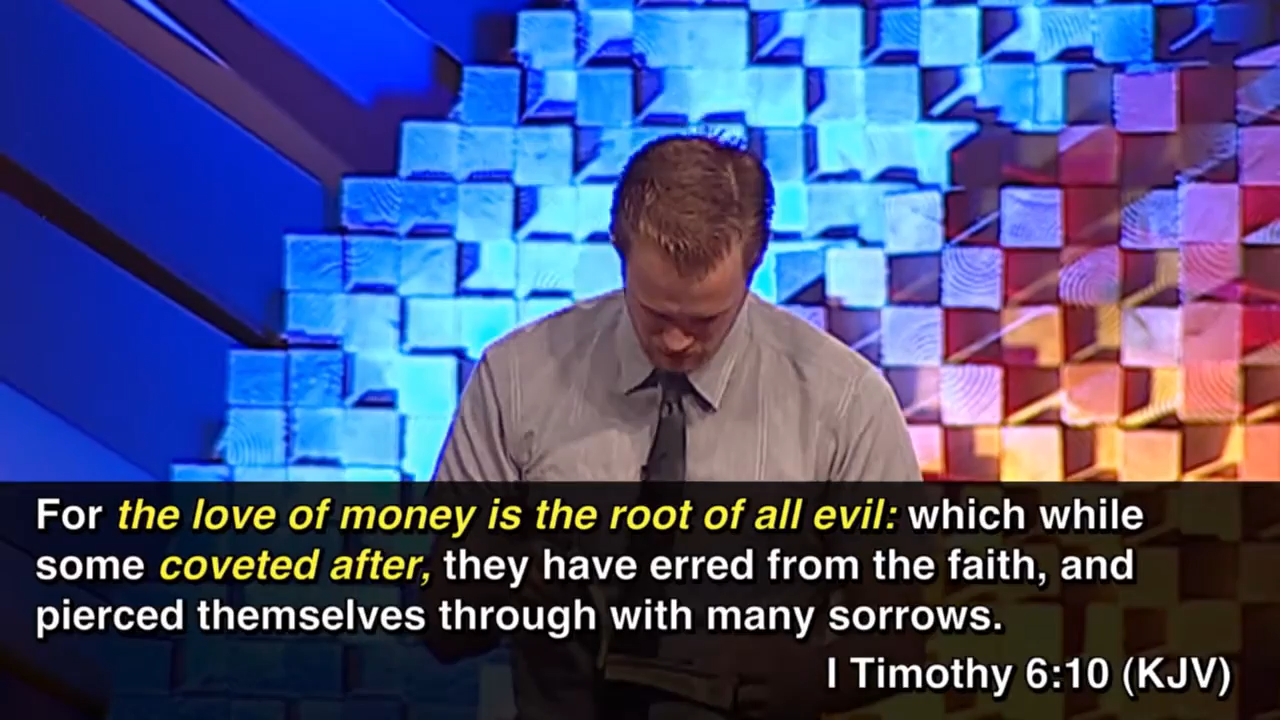 For the love of money is the root of all evil: which while
some coveted after, they have erred from the faith, and
pierced themselves through with many sorrows.
I Timothy 6:10 (KJV)